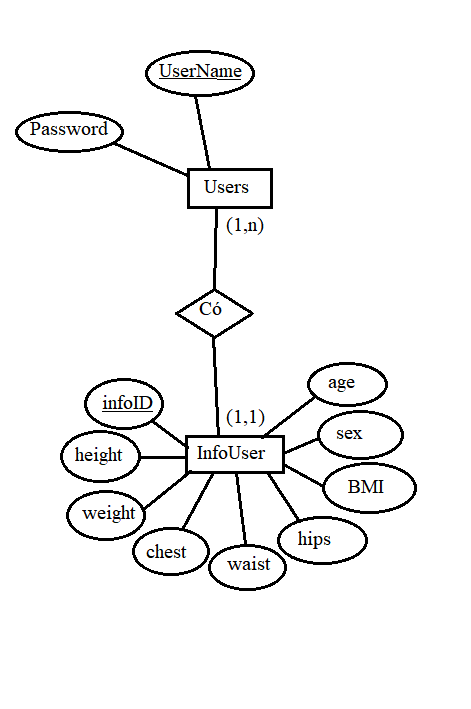 UserName
Password
Users
(1,n)
Có
(1,1)
age
infoID
sex
height
InfoUser
BMI
weight
hips
chest
waist